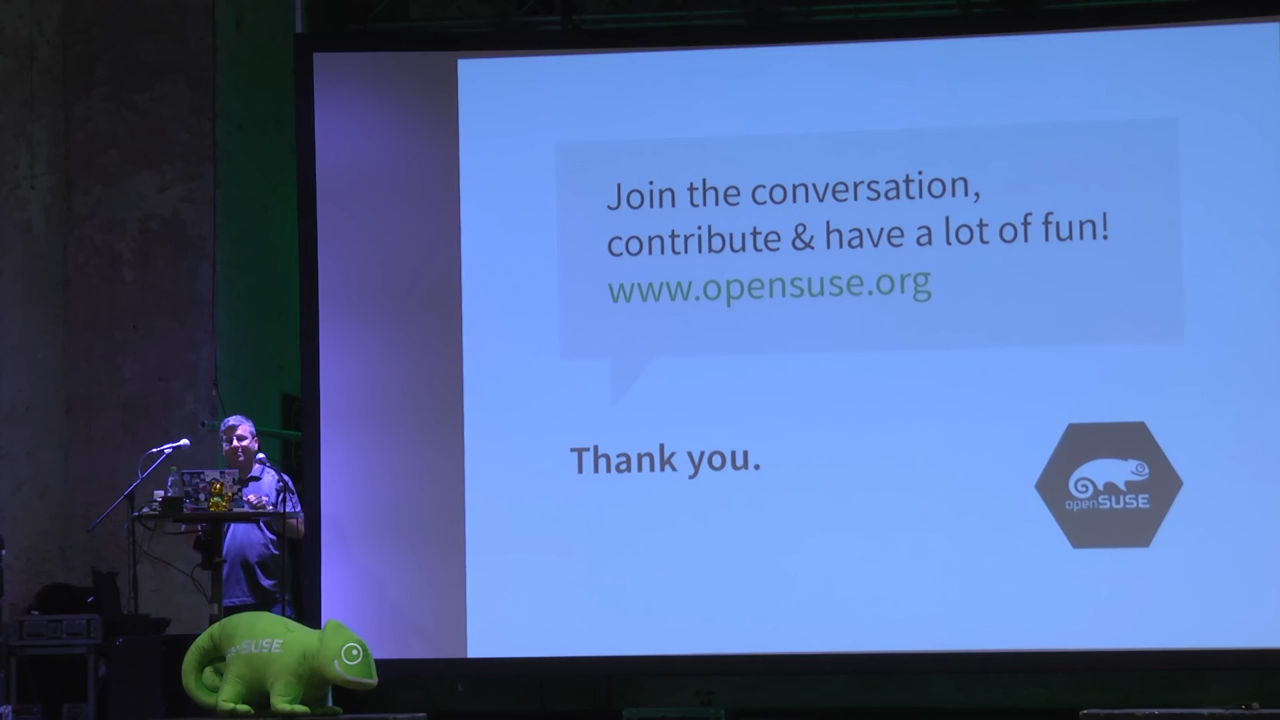 Join the conversation,
contribute & have a lot of fun!
www.opensuse.org
Thank you.
openSUSE
openSUSE